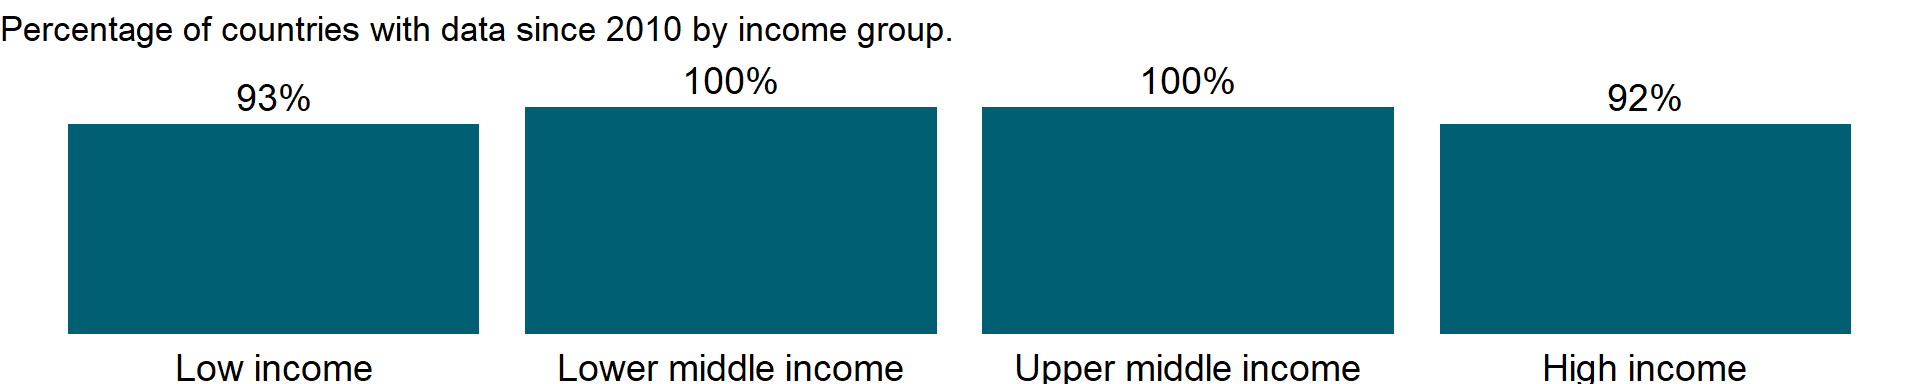 Percentage of countries with data since 2010 by income group.
93%
100%
100%
92%
Low income
Lower middle income
Upper middle income
High income